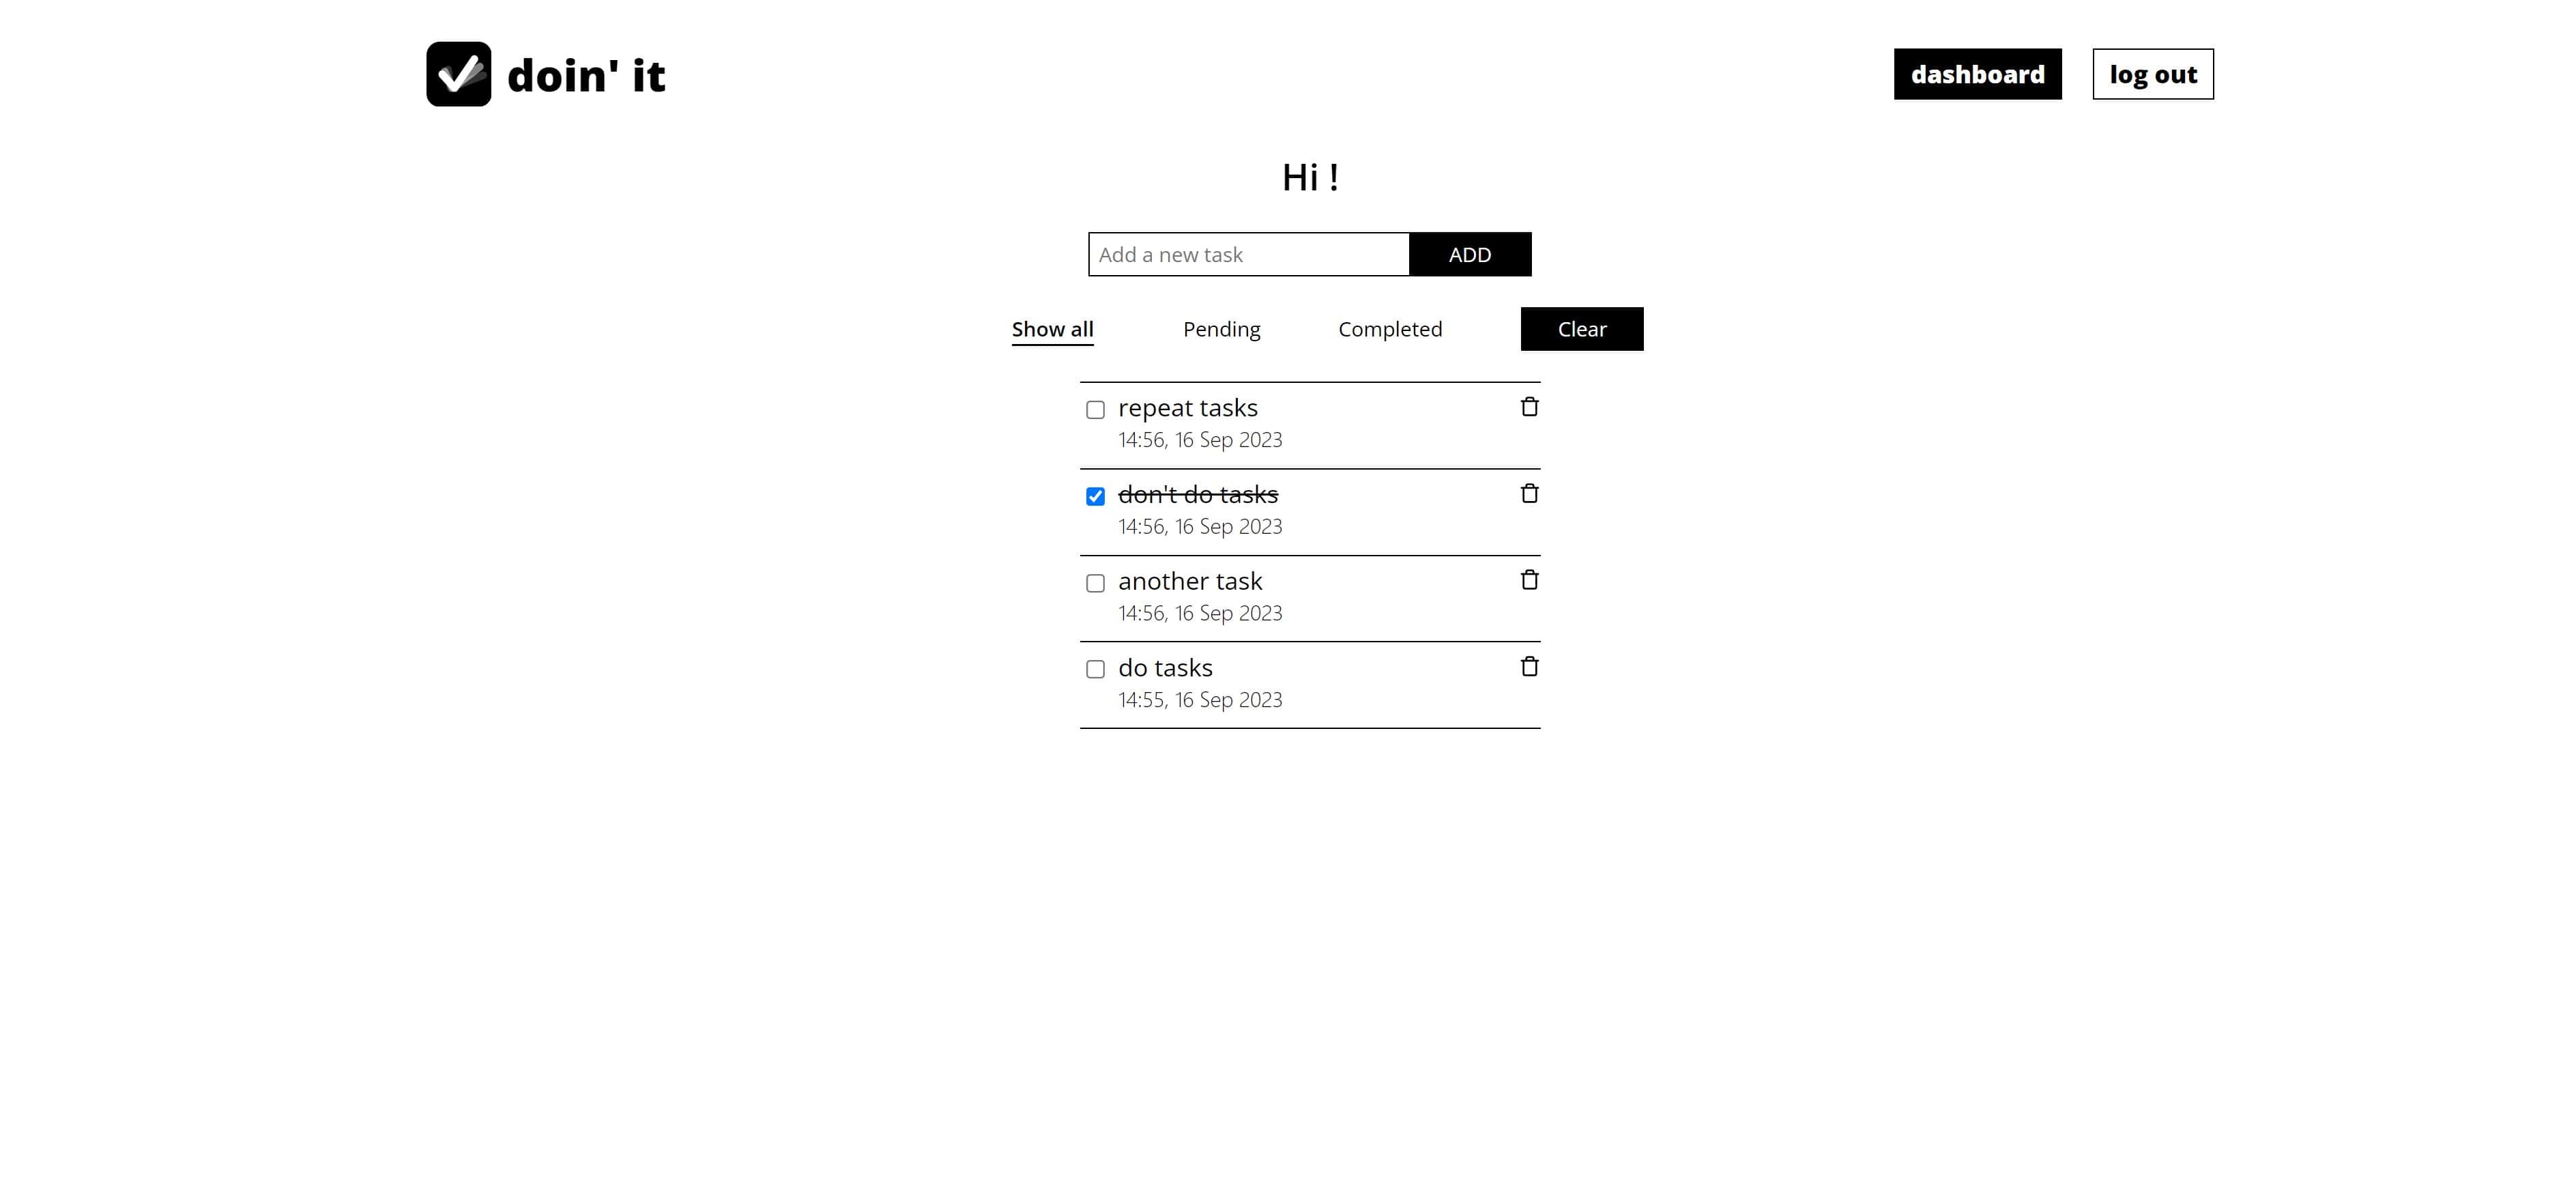 doin' it
dashboard
log out
Hi !
Add a new task
ADD
Show all
Pending
Completed
Clear
repeat tasks
14:56, 16 Sep 2023
don't do tasks
14:56, 16 Sep 2023
another task
14:56, 16 Sep 2023
do tasks
14:55, 16 Sep 2023